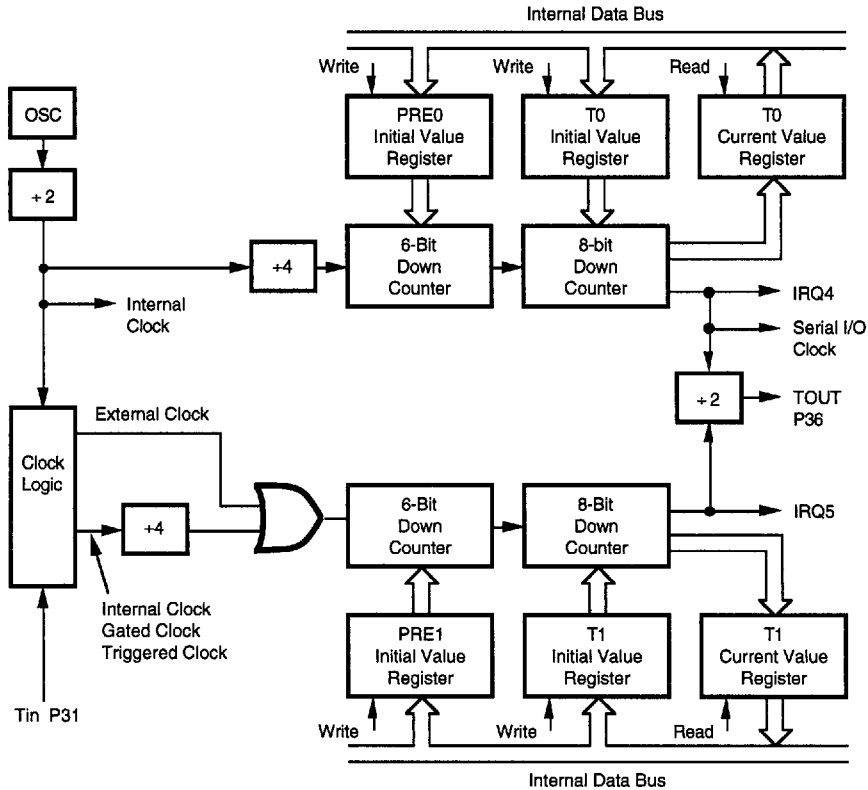 Internal Data Bus
Write
Write
Read
OSC
PRE0
Initial Value
Register
T0
Initial Value
Register
T0
Current Value
Register
÷2
÷4
6-Bit
Down
Counter
8-bit
Down
Counter
Internal
Clock
IRQ4
Serial I/O
Clock
÷2
TOUT
P36
External Clock
Clock
Logic
÷4
6-Bit
Down
Counter
8-Bit
Down
Counter
IRQ5
Internal Clock
Gated Clock
Triggered Clock
PRE1
Initial Value
Register
T1
Initial Value
Register
T1
Current Value
Register
Tin P31
Write
Write
Read
Internal Data Bus